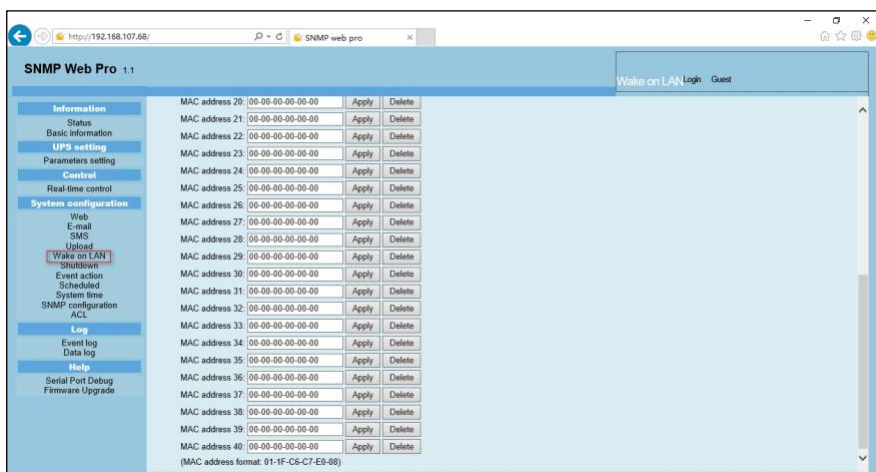 http://192.168.107.68/
SNMP web pro
SNMP Web Pro 1.1
Wake on LAN Login Guest
Information
Status
Basic information
UPS setting
Parameters setting
Control
Real-time control
System configuration
Web
E-mail
SMS
Upload
Wake on LAN
Shutdown
Event action
Scheduled
System time
SNMP configuration
ACL
Log
Event log
Data log
Help
Serial Port Debug
Firmware Upgrade
MAC address 20: 00-00-00-00-00-00 Apply Delete
MAC address 21: 00-00-00-00-00-00 Apply Delete
MAC address 22: 00-00-00-00-00-00 Apply Delete
MAC address 23: 00-00-00-00-00-00 Apply Delete
MAC address 24: 00-00-00-00-00-00 Apply Delete
MAC address 25: 00-00-00-00-00-00 Apply Delete
MAC address 26: 00-00-00-00-00-00 Apply Delete
MAC address 27: 00-00-00-00-00-00 Apply Delete
MAC address 28: 00-00-00-00-00-00 Apply Delete
MAC address 29: 00-00-00-00-00-00 Apply Delete
MAC address 30: 00-00-00-00-00-00 Apply Delete
MAC address 31: 00-00-00-00-00-00 Apply Delete
MAC address 32: 00-00-00-00-00-00 Apply Delete
MAC address 33: 00-00-00-00-00-00 Apply Delete
MAC address 34: 00-00-00-00-00-00 Apply Delete
MAC address 35: 00-00-00-00-00-00 Apply Delete
MAC address 36: 00-00-00-00-00-00 Apply Delete
MAC address 37: 00-00-00-00-00-00 Apply Delete
MAC address 38: 00-00-00-00-00-00 Apply Delete
MAC address 39: 00-00-00-00-00-00 Apply Delete
MAC address 40: 00-00-00-00-00-00 Apply Delete
(MAC address format: 01-1F-C6-C7-E0-08)